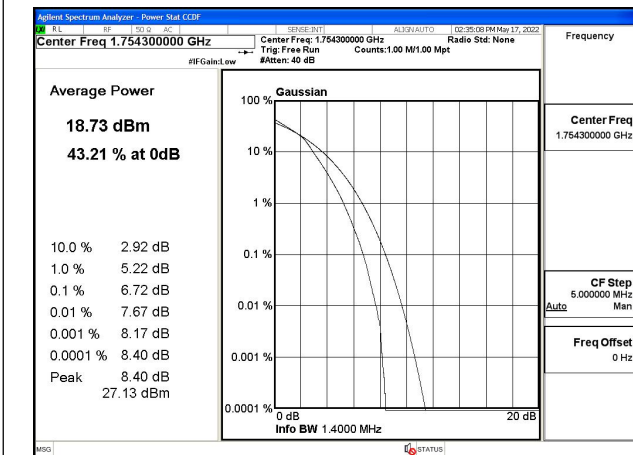 Agilent Spectrum Analyzer - Power Stat CCDF
RL RF 50 Ω AC SENSE:INT ALIGN AUTO 02:35:08 PM May 17, 2022
Center Freq 1.754300000 GHz
Center Freq: 1.754300000 GHz Radio Std: None
Trig: Free Run Counts:1.00 M/1.00 Mpt
#IFGain:Low #Atten: 40 dB
Frequency
Average Power
18.73 dBm
43.21 % at 0dB
10.0 % 2.92 dB
1.0 % 5.22 dB
0.1 % 6.72 dB
0.01 % 7.67 dB
0.001 % 8.17 dB
0.0001 % 8.40 dB
Peak 8.40 dB
27.13 dBm
Gaussian
100 %
10 %
1 %
0.1 %
0.01 %
0.001 %
0.0001 %
0 dB 20 dB
Info BW 1.4000 MHz
Center Freq
1.754300000 GHz
CF Step
5.000000 MHz
Auto Man
Freq Offset
0 Hz
MSG STATUS